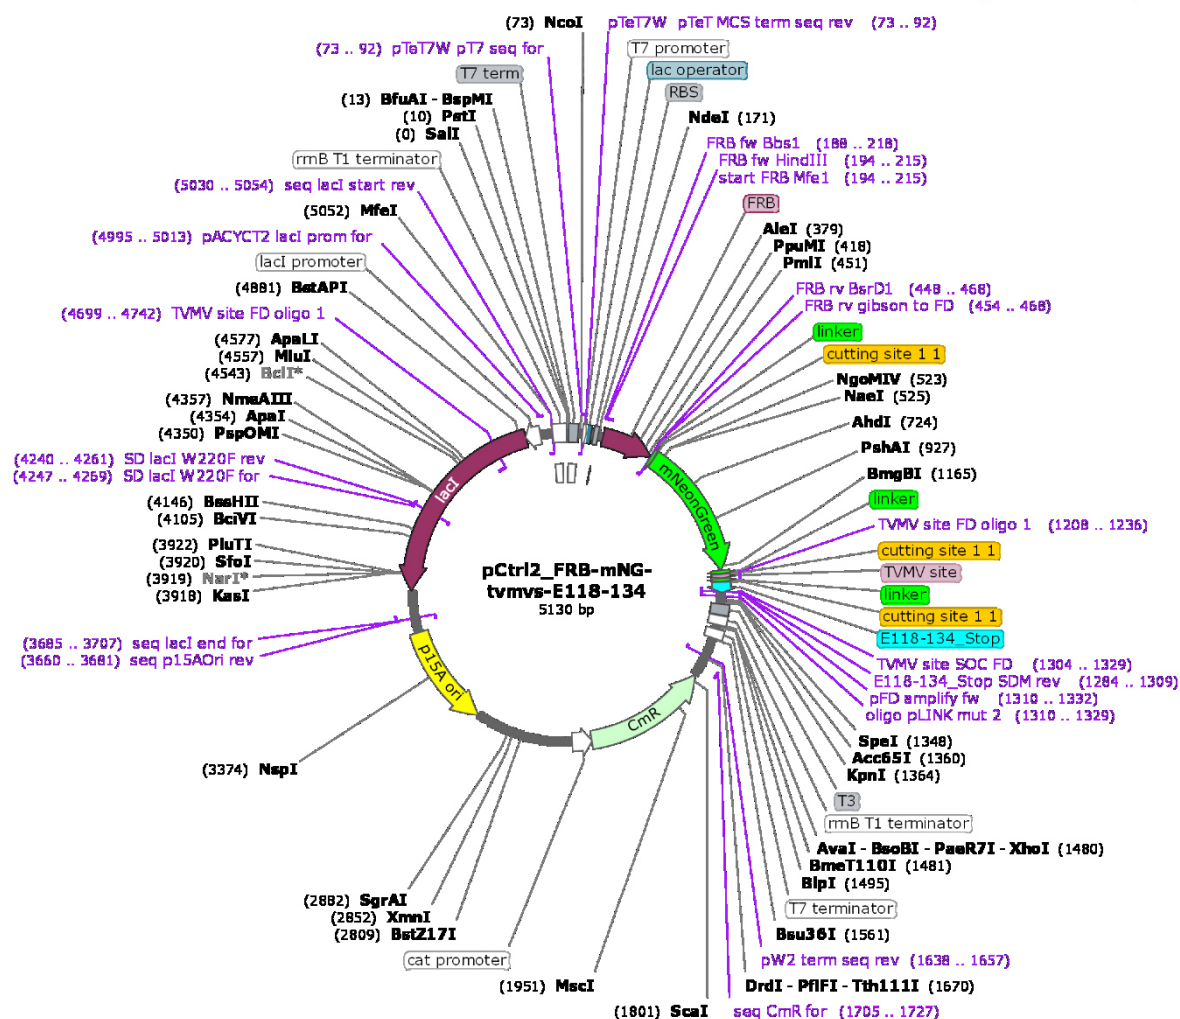 (73) NcoI
pTeT7W pTeT MCS term seq rev (73 .. 92)
(73 .. 92) pTeT7W pT7 seq for
T7 promoter
T7 term
lac operator
(13) BfuAI - BspMI
RBS
(10) PstI
NdeI (171)
(0) SalI
FRB fw Bbs1 (188 .. 218)
rrnB T1 terminator
FRB fw HindIII (194 .. 215)
(5030 .. 5054) seq lacI start rev
start FRB Mfe1 (194 .. 215)
(5052) MfeI
FRB
(4995 .. 5013) pACYCT2 lacI prom for
AleI (379)
PpuMI (418)
lacI promoter
PmlI (451)
(4881) BstAPI
FRB rv BsrD1 (448 .. 468)
FRB rv gibson to FD (454 .. 468)
(4699 .. 4742) TVMV site FD oligo 1
linker
(4577) ApaLI
cutting site 1 1
(4557) MluI
(4543) BclI*
NgoMIV (523)
(4357) NmeAIII
NaeI (525)
(4354) ApaI
AhdI (724)
(4350) PspOMI
PshAI (927)
(4240 .. 4261) SD lacI W220F rev
(4247 .. 4269) SD lacI W220F for
BmgBI (1165)
lacI
mNeonGreen
linker
(4146) BssHII
(4105) BciVI
TVMV site FD oligo 1 (1208 .. 1236)
(3922) PluTI
cutting site 1 1
(3920) SfoI
TVMV site
(3919) NarI*
linker
(3918) KasI
cutting site 1 1
pCtrl2_FRB-mNG-
tvmvs-E118-134
5130 bp
E118-134_Stop
(3685 .. 3707) seq lacI end for
(3660 .. 3681) seq p15AOri rev
TVMV site SOC FD (1304 .. 1329)
E118-134_Stop SDM rev (1284 .. 1309)
pFD amplify fw (1310 .. 1332)
oligo pLINK mut 2 (1310 .. 1329)
p15A ori
CmR
SpeI (1348)
Acc65I (1360)
(3374) NspI
KpnI (1364)
T3
rrnB T1 terminator
AvaI - BsoBI - PaeR7I - XhoI (1480)
BmeT110I (1481)
BlpI (1495)
(2882) SgrAI
T7 terminator
(2852) XmnI
(2809) BstZ17I
Bsu36I (1561)
cat promoter
pW2 term seq rev (1638 .. 1657)
(1951) MscI
DrdI - PflFI - Tth111I (1670)
(1801) ScaI
seq CmR for (1705 .. 1727)